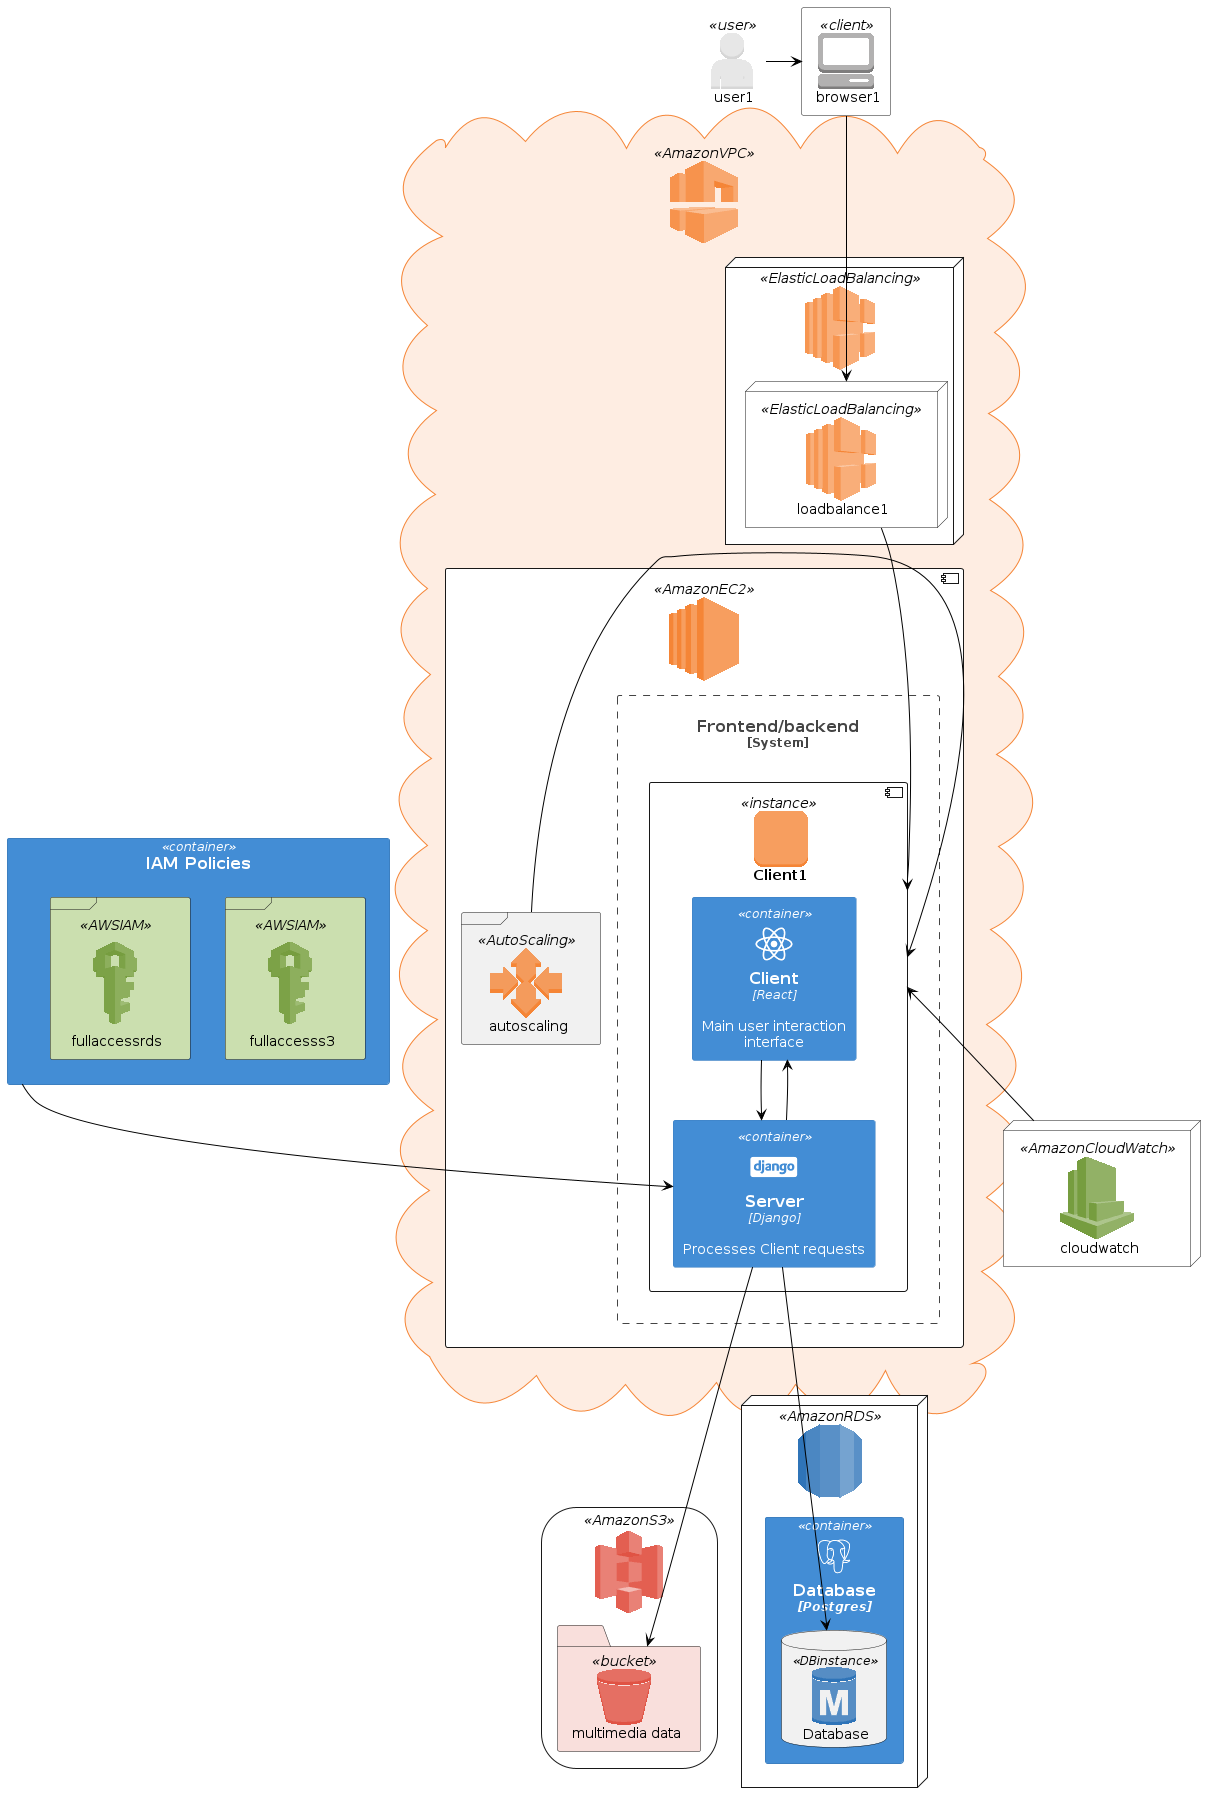 «user»
user1
«client»
browser1
«AmazonVPC»
«ElasticLoadBalancing»
«ElasticLoadBalancing»
loadbalance1
«AmazonEC2»
Frontend/backend
[System]
«instance»
Client1
«container»
IAM Policies
«AWSIAM»
fullaccessrds
«AWSIAM»
fullaccesss3
«AutoScaling»
autoscaling
«container»
Client
[React]
Main user interaction
interface
«container»
django
Server
[Django]
Processes Client requests
«AmazonCloudWatch»
cloudwatch
«AmazonRDS»
«container»
Database
[Postgres]
«DBinstance»
M
Database
«AmazonS3»
«bucket»
multimedia data